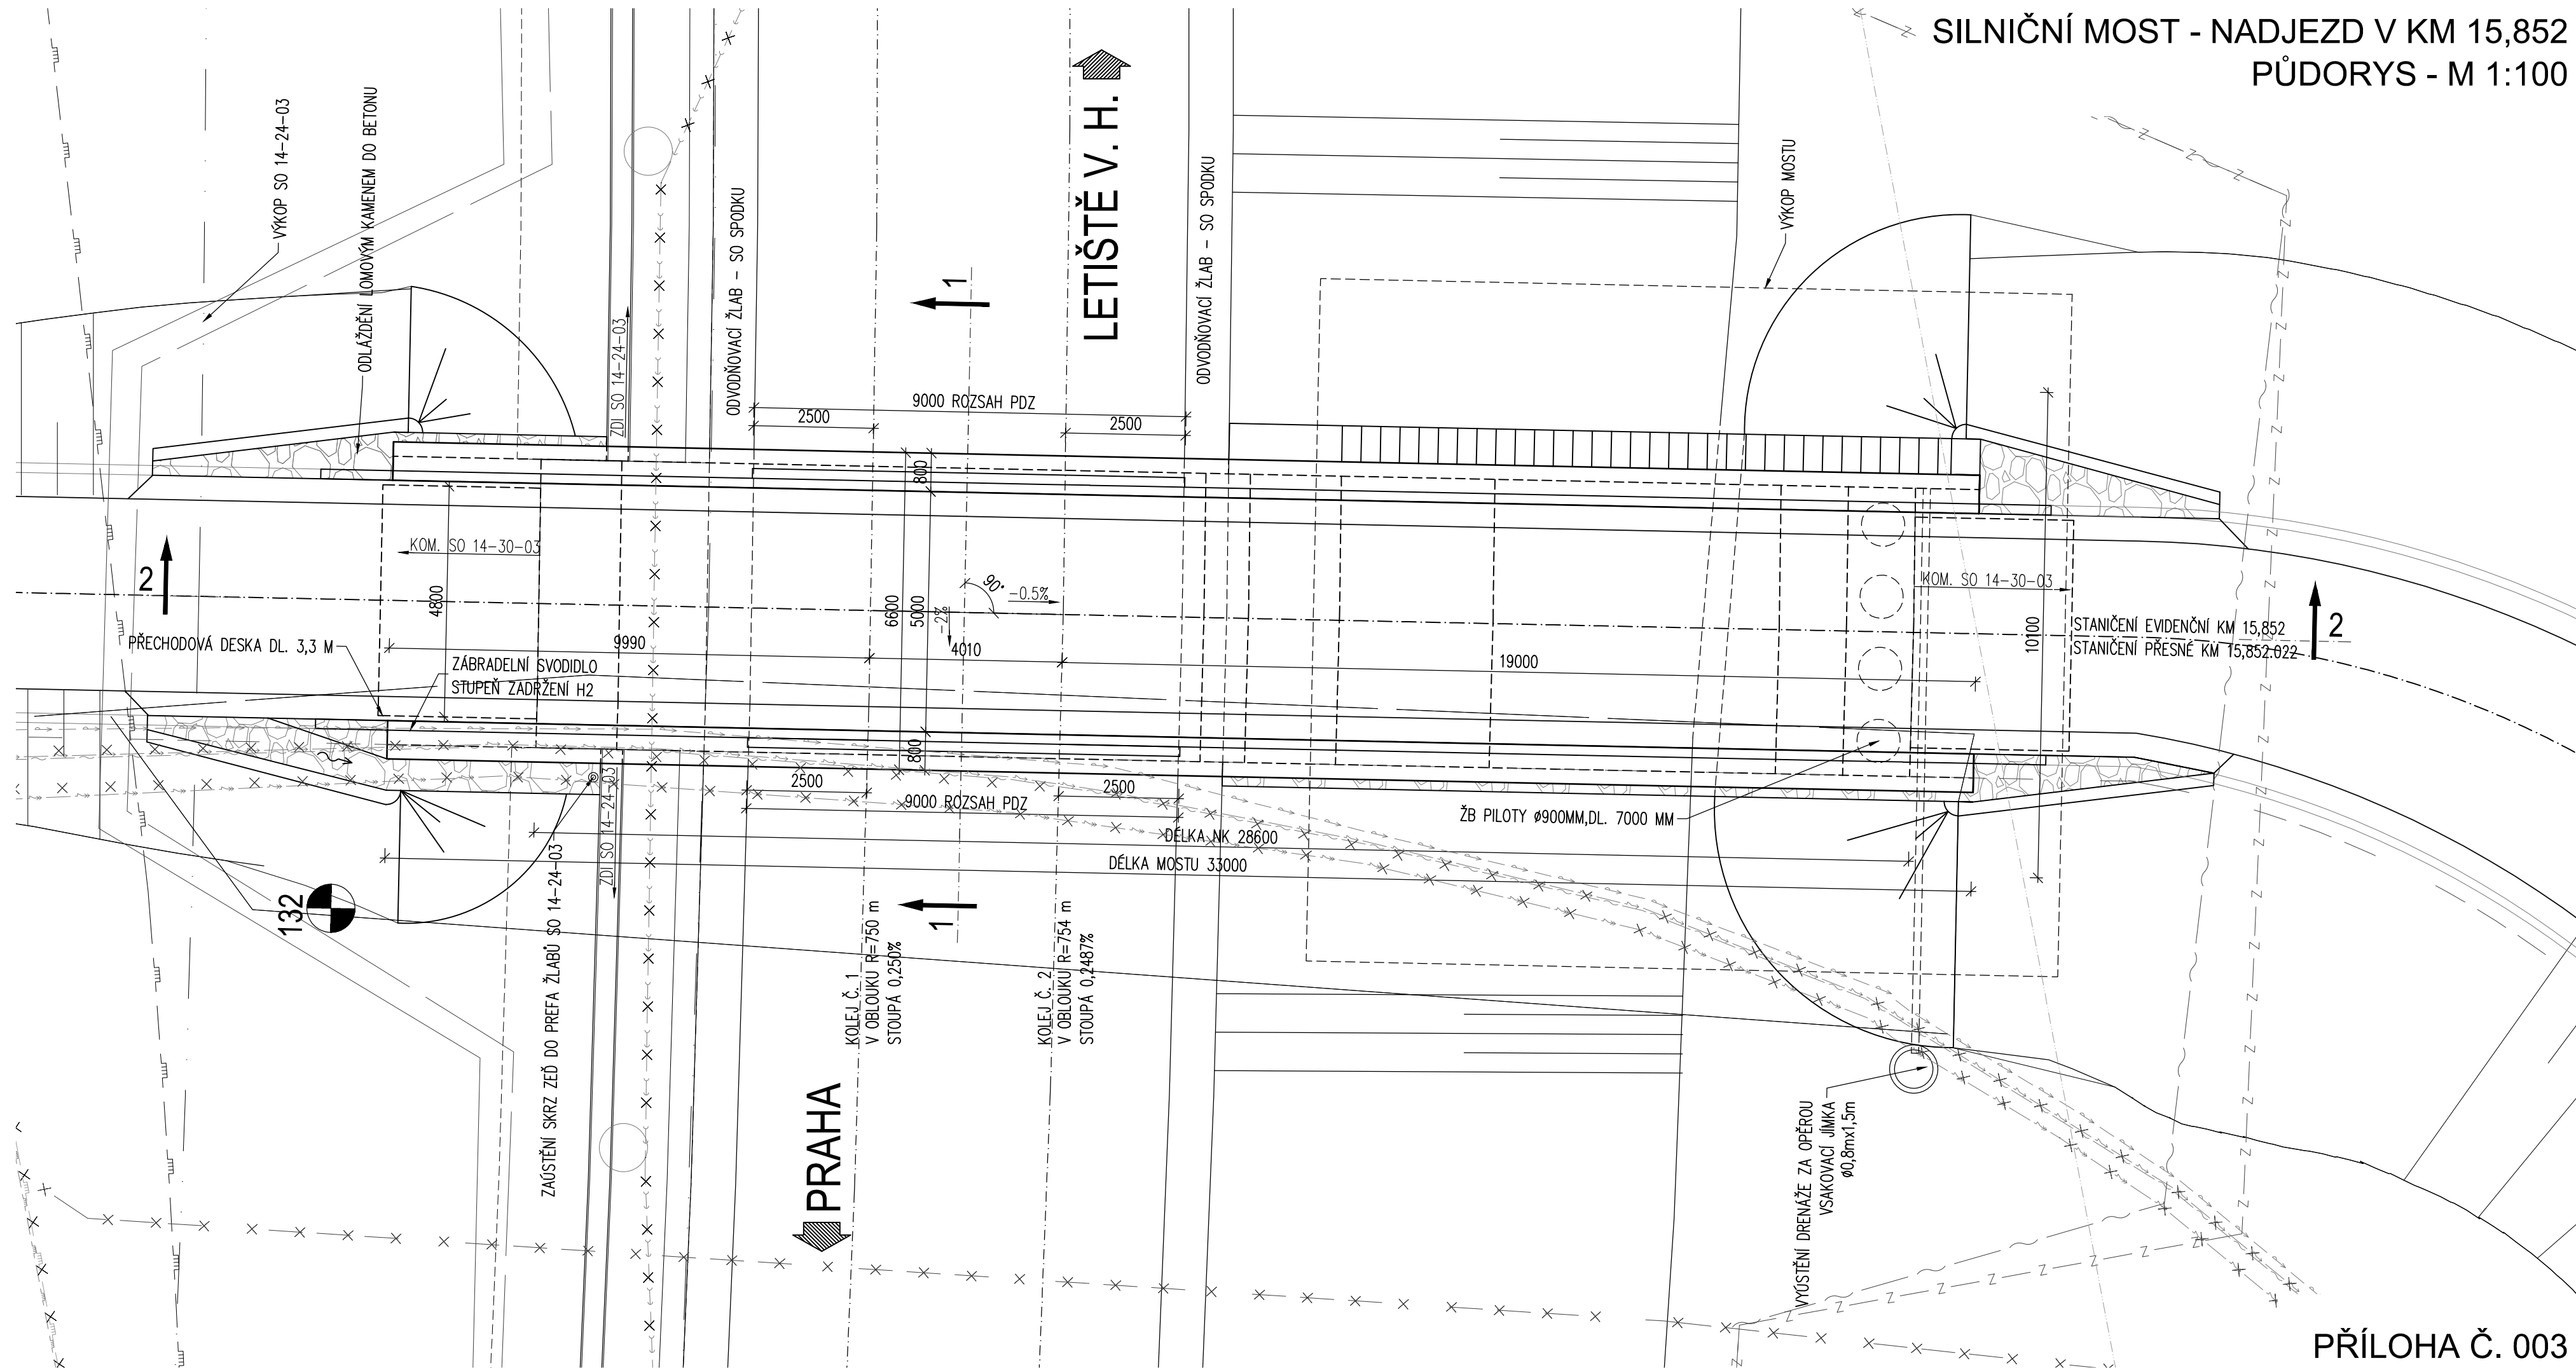 SILNIČNÍ MOST - NADJEZD V KM 15,852
PŮDORYS - M 1:100
VÝKOP SO 14-24-03
ODLÁŽDĚNÍ LOMOVÝM KAMENEM DO BETONU
ZDI SO 14-24-03
ODVODŇOVACÍ ŽLAB - SO SPODKU
1
LETIŠTĚ V. H.
ODVODŇOVACÍ ŽLAB - SO SPODKU
VÝKOP MOSTU
9000 ROZSAH PDZ
2500
2500
800
KOM. SO 14-30-03
2
4800
6600
5000
-2%
90°
-0.5%
KOM. SO 14-30-03
10100
STANIČENÍ EVIDENČNÍ KM 15,852
STANIČENÍ PŘESNÉ KM 15,852.022
2
PŘECHODOVÁ DESKA DL. 3,3 M
9990
4010
19000
ZÁBRADELNÍ SVODIDLO
STUPEŇ ZADRŽENÍ H2
800
2500
2500
9000 ROZSAH PDZ
ŽB PILOTY Ø900MM,DL. 7000 MM
DÉLKA NK 28600
DÉLKA MOSTU 33000
132
ZAÚSTĚNÍ SKRZ ZEĎ DO PREFA ŽLABŮ SO 14-24-03
ZDI SO 14-24-03
1
KOLEJ Č. 1
V OBLOUKU R=750 m
STOUPÁ 0,250%
KOLEJ Č. 2
V OBLOUKU R=754 m
STOUPÁ 0,2487%
PRAHA
VYÚSTĚNÍ DRENÁŽE ZA OPĚROU
VSAKOVACÍ JÍMKA
Ø0,8mx1,5m
PŘÍLOHA Č. 003